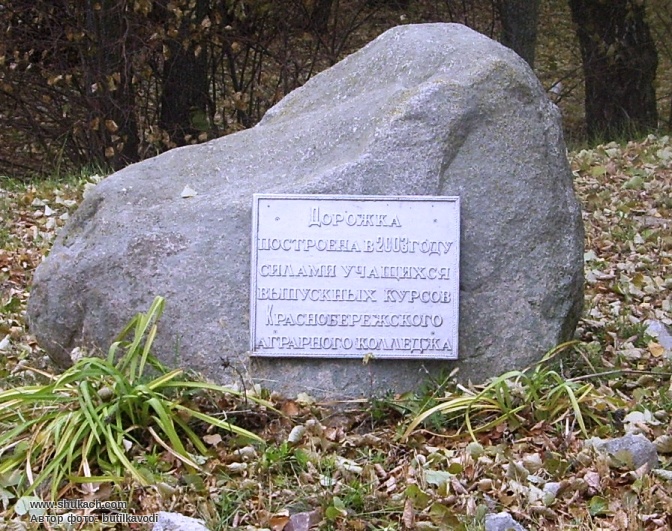 Дорожка
построена в 2003 году
силами учащихся
выпускных курсов
Краснобережского
аграрного колледжа
www.shukach.com
Автор фото: butilkavodi